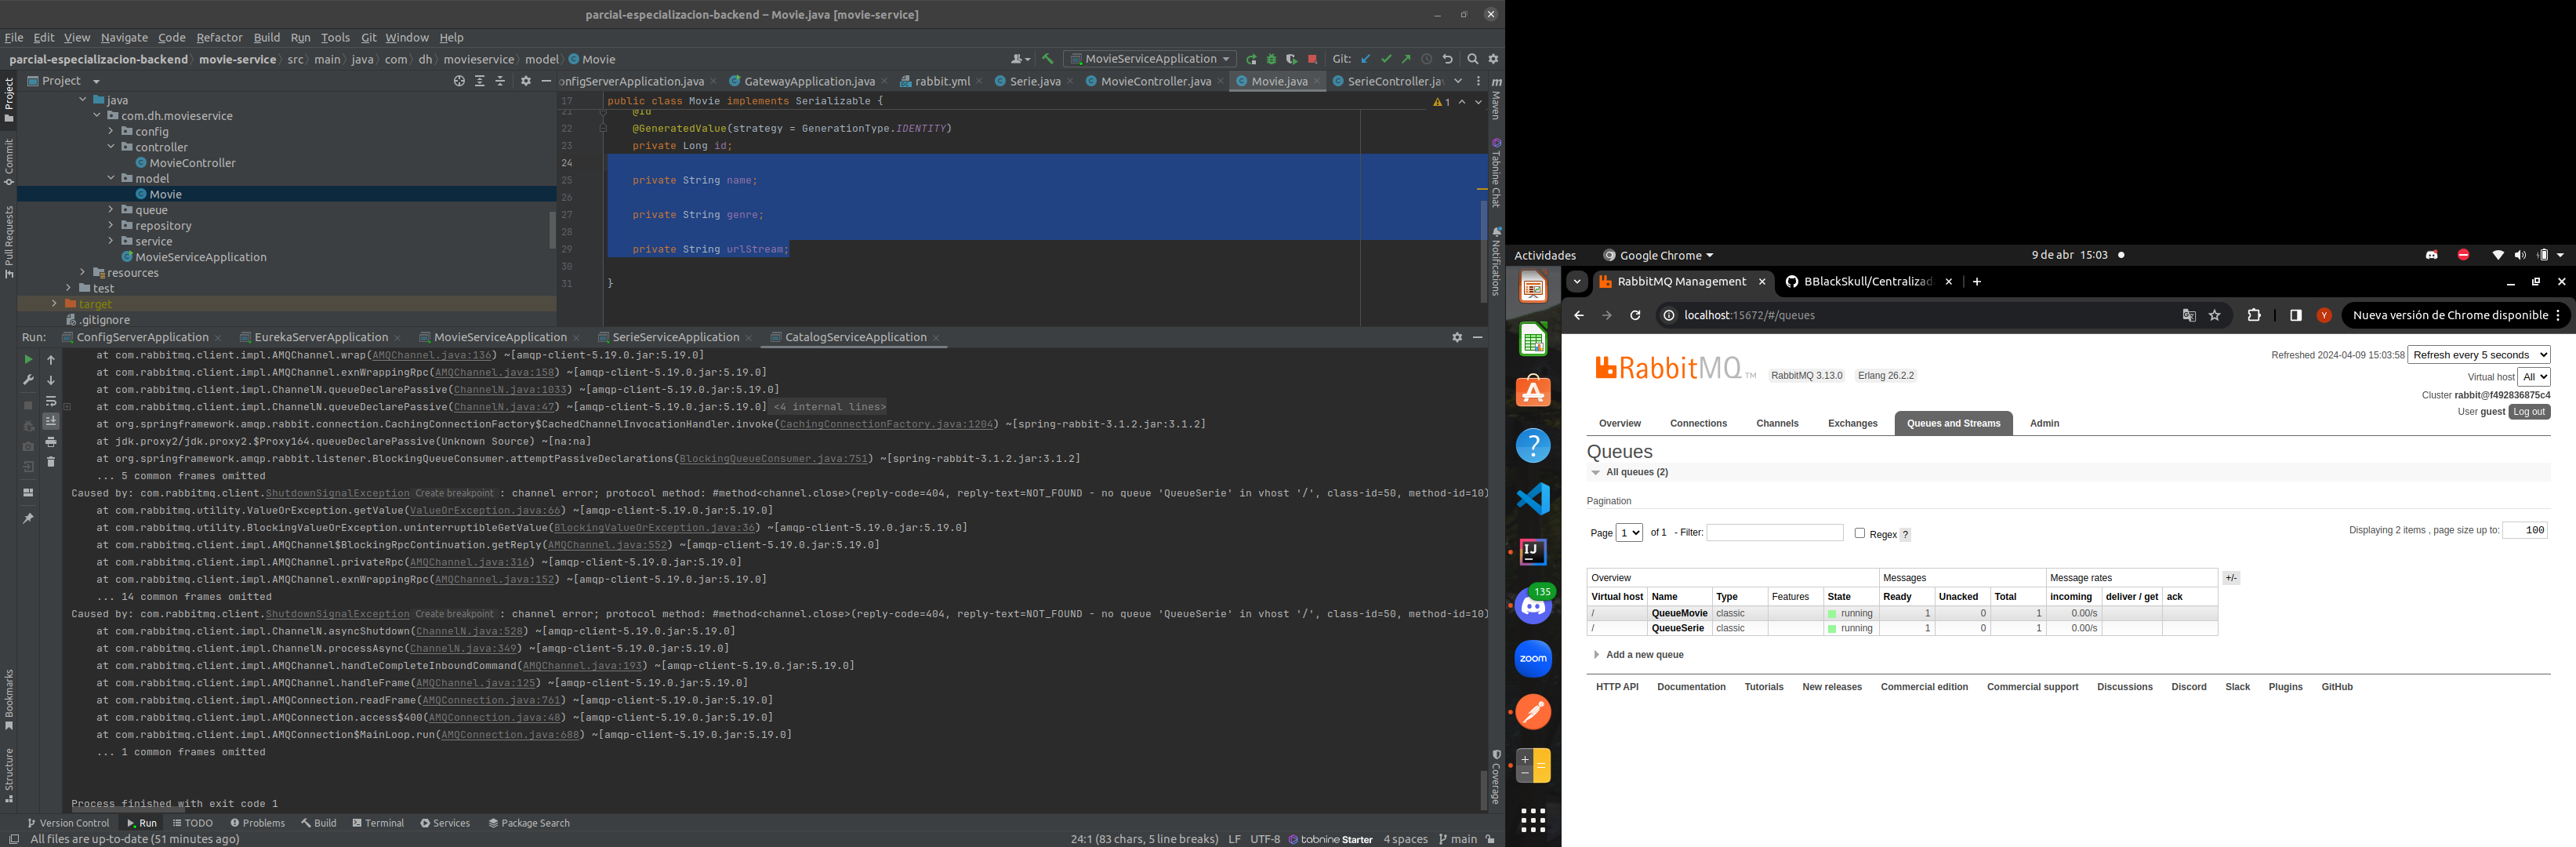 parcial-especializacion-backend – Movie.java [movie-service]
File Edit View Navigate Code Refactor Build Run Tools Git Window Help
parcial-especializacion-backend movie-service src main java com dh movieservice model Movie
MovieServiceApplication Git:
Project
onfigServerApplication.java GatewayApplication.java rabbit.yml Serie.java MovieController.java Movie.java SerieController.ja
java
com.dh.movieservice
config
controller
MovieController
model
Movie
queue
repository
service
MovieServiceApplication
resources
test
target
.gitignore
17 public class Movie implements Serializable {
1
21 @Id
22 @GeneratedValue(strategy = GenerationType.IDENTITY)
23 private Long id;
24
25 private String name;
26
27 private String genre;
28
29 private String urlStream;
30
31 }
Project
Commit
Pull Requests
Bookmarks
Structure
Maven
Tabnine Chat
Notifications
Coverage
Run: ConfigServerApplication EurekaServerApplication MovieServiceApplication SerieServiceApplication CatalogServiceApplication
at com.rabbitmq.client.impl.AMQChannel.wrap(AMQChannel.java:136) ~[amqp-client-5.19.0.jar:5.19.0]
at com.rabbitmq.client.impl.AMQChannel.exnWrappingRpc(AMQChannel.java:158) ~[amqp-client-5.19.0.jar:5.19.0]
at com.rabbitmq.client.impl.ChannelN.queueDeclarePassive(ChannelN.java:1033) ~[amqp-client-5.19.0.jar:5.19.0]
at com.rabbitmq.client.impl.ChannelN.queueDeclarePassive(ChannelN.java:47) ~[amqp-client-5.19.0.jar:5.19.0] <4 internal lines>
at org.springframework.amqp.rabbit.connection.CachingConnectionFactory$CachedChannelInvocationHandler.invoke(CachingConnectionFactory.java:1204) ~[spring-rabbit-3.1.2.jar:3.1.2]
at jdk.proxy2/jdk.proxy2.$Proxy164.queueDeclarePassive(Unknown Source) ~[na:na]
at org.springframework.amqp.rabbit.listener.BlockingQueueConsumer.attemptPassiveDeclarations(BlockingQueueConsumer.java:751) ~[spring-rabbit-3.1.2.jar:3.1.2]
... 5 common frames omitted
Caused by: com.rabbitmq.client.ShutdownSignalException Create breakpoint : channel error; protocol method: #method<channel.close>(reply-code=404, reply-text=NOT_FOUND - no queue 'QueueSerie' in vhost '/', class-id=50, method-id=10)
at com.rabbitmq.utility.ValueOrException.getValue(ValueOrException.java:66) ~[amqp-client-5.19.0.jar:5.19.0]
at com.rabbitmq.utility.BlockingValueOrException.uninterruptibleGetValue(BlockingValueOrException.java:36) ~[amqp-client-5.19.0.jar:5.19.0]
at com.rabbitmq.client.impl.AMQChannel$BlockingRpcContinuation.getReply(AMQChannel.java:552) ~[amqp-client-5.19.0.jar:5.19.0]
at com.rabbitmq.client.impl.AMQChannel.privateRpc(AMQChannel.java:316) ~[amqp-client-5.19.0.jar:5.19.0]
at com.rabbitmq.client.impl.AMQChannel.exnWrappingRpc(AMQChannel.java:152) ~[amqp-client-5.19.0.jar:5.19.0]
... 14 common frames omitted
Caused by: com.rabbitmq.client.ShutdownSignalException Create breakpoint : channel error; protocol method: #method<channel.close>(reply-code=404, reply-text=NOT_FOUND - no queue 'QueueSerie' in vhost '/', class-id=50, method-id=10)
at com.rabbitmq.client.impl.ChannelN.asyncShutdown(ChannelN.java:528) ~[amqp-client-5.19.0.jar:5.19.0]
at com.rabbitmq.client.impl.ChannelN.processAsync(ChannelN.java:349) ~[amqp-client-5.19.0.jar:5.19.0]
at com.rabbitmq.client.impl.AMQChannel.handleCompleteInboundCommand(AMQChannel.java:193) ~[amqp-client-5.19.0.jar:5.19.0]
at com.rabbitmq.client.impl.AMQChannel.handleFrame(AMQChannel.java:125) ~[amqp-client-5.19.0.jar:5.19.0]
at com.rabbitmq.client.impl.AMQConnection.readFrame(AMQConnection.java:761) ~[amqp-client-5.19.0.jar:5.19.0]
at com.rabbitmq.client.impl.AMQConnection.access$400(AMQConnection.java:48) ~[amqp-client-5.19.0.jar:5.19.0]
at com.rabbitmq.client.impl.AMQConnection$MainLoop.run(AMQConnection.java:688) ~[amqp-client-5.19.0.jar:5.19.0]
... 1 common frames omitted
Process finished with exit code 1
Version Control Run TODO Problems Build Terminal Services Package Search
All files are up-to-date (51 minutes ago)
24:1 (83 chars, 5 line breaks) LF UTF-8 tabnine Starter 4 spaces main
Actividades Google Chrome 9 de abr 15:03
RabbitMQ Management BBlackSkull/Centralizad
localhost:15672/#/queues Y Nueva versión de Chrome disponible
IJ
135
zoom
RabbitMQ TM RabbitMQ 3.13.0 Erlang 26.2.2
Refreshed 2024-04-09 15:03:58 Refresh every 5 seconds
Virtual host All
Cluster rabbit@f492836875c4
User guest Log out
Overview Connections Channels Exchanges Queues and Streams Admin
Queues
All queues (2)
Pagination
Page 1 of 1 - Filter: Regex ?
Displaying 2 items , page size up to: 100
Overview Messages Message rates +/-
Virtual host Name Type Features State Ready Unacked Total incoming deliver / get ack
/ QueueMovie classic running 1 0 1 0.00/s
/ QueueSerie classic running 1 0 1 0.00/s
Add a new queue
HTTP API Documentation Tutorials New releases Commercial edition Commercial support Discussions Discord Slack Plugins GitHub